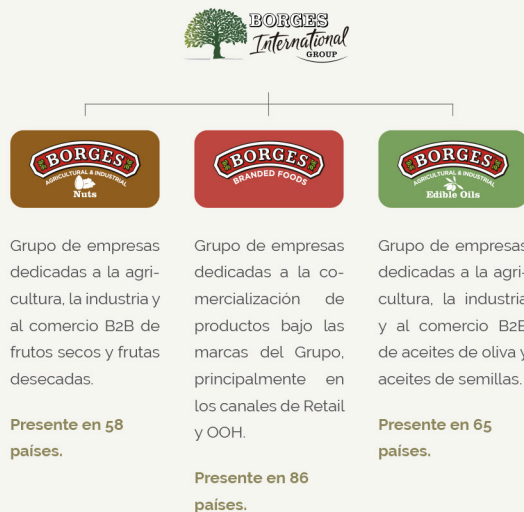 BORGES
International
GROUP
BORGES
AGRICULTURAL & INDUSTRIAL
Nuts
Grupo de empresas
dedicadas a la agri-
cultura, la industria y
al comercio B2B de
frutos secos y frutas
desecadas.
Presente en 58
países.
BORGES
BRANDED FOODS
Grupo de empresas
dedicadas a la co-
mercialización de
productos bajo las
marcas del Grupo,
principalmente en
los canales de Retail
y OOH.
Presente en 86
países.
BORGES
AGRICULTURAL & INDUSTRIAL
Edible Oils
Grupo de empresas
dedicadas a la agri-
cultura, la industria
y al comercio B2B
de aceites de oliva y
aceites de semillas.
Presente en 65
países.